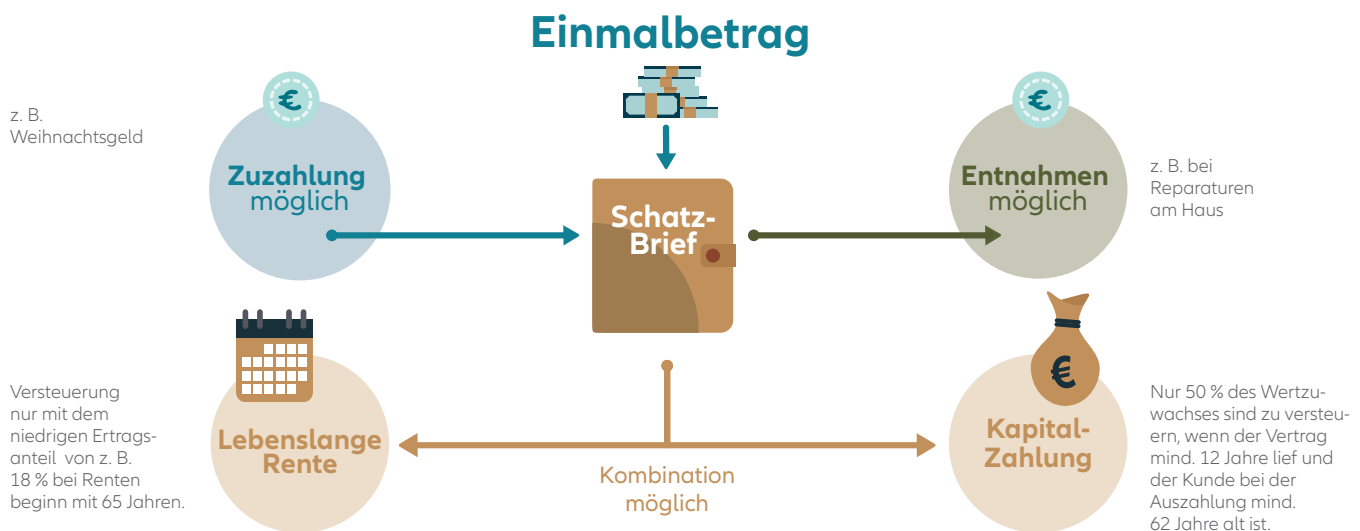 Einmalbetrag
z. B.
Weihnachtsgeld
€
Zuzahlung
möglich
Schatz-
Brief
€
Entnahmen
möglich
z. B. bei
Reparaturen
am Haus
Versteuerung
nur mit dem
niedrigen Ertrags-
anteil von z. B.
18 % bei Renten
beginn mit 65 Jahren.
Lebenslange
Rente
Kombination
möglich
€
Kapital-
Zahlung
Nur 50 % des Wertzu-
wachses sind zu versteu-
ern, wenn der Vertrag
mind. 12 Jahre lief und
der Kunde bei der
Auszahlung mind.
62 Jahre alt ist.